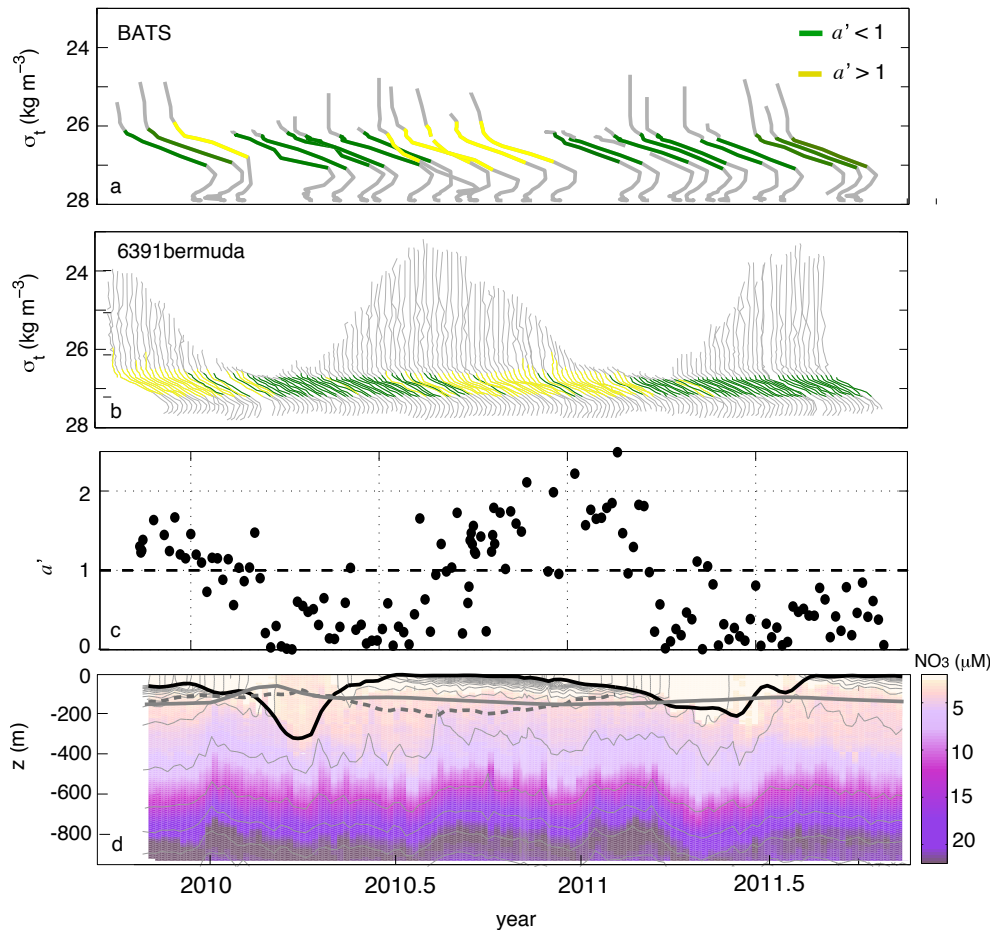 BATS
a' < 1
a' > 1
24
26
28
σt (kg m−3)
a
6391bermuda
24
26
28
σt (kg m−3)
b
2
1
0
a'
c
NO3 (μM)
0
-200
-400
-600
-800
z (m)
d
5
10
15
20
2010
2010.5
2011
2011.5
year